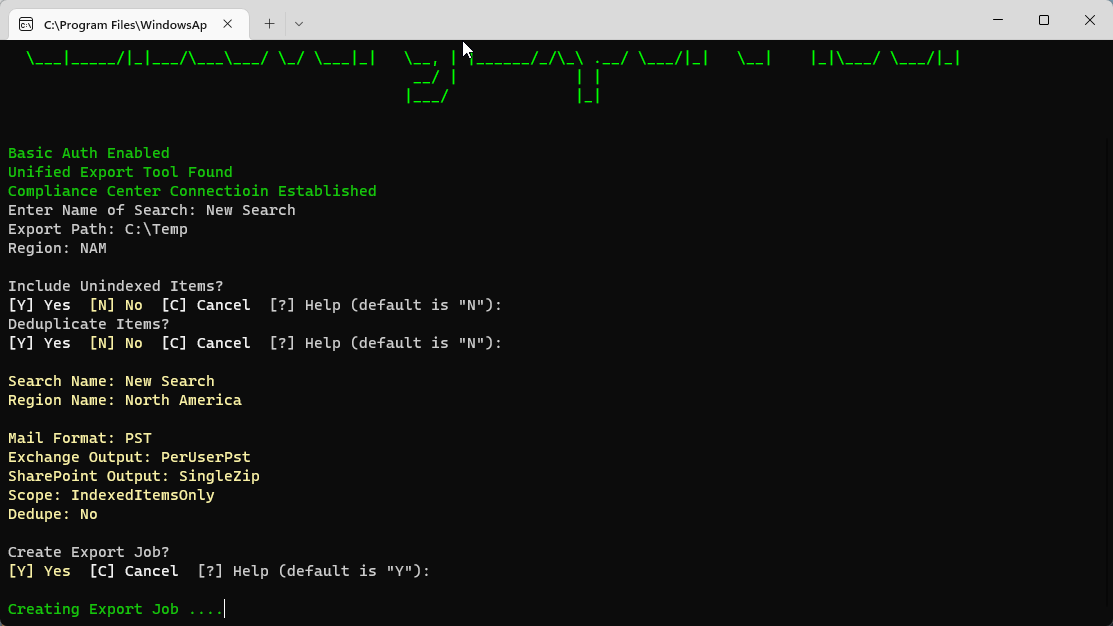 C:\Program Files\WindowsAp
Basic Auth Enabled
Unified Export Tool Found
Compliance Center Connectioin Established
Enter Name of Search: New Search
Export Path: C:\Temp
Region: NAM
Include Unindexed Items?
[Y] Yes  [N] No  [C] Cancel  [?] Help (default is "N"):
Deduplicate Items?
[Y] Yes  [N] No  [C] Cancel  [?] Help (default is "N"):
Search Name: New Search
Region Name: North America
Mail Format: PST
Exchange Output: PerUserPst
SharePoint Output: SingleZip
Scope: IndexedItemsOnly
Dedupe: No
Create Export Job?
[Y] Yes  [C] Cancel  [?] Help (default is "Y"):
Creating Export Job ....